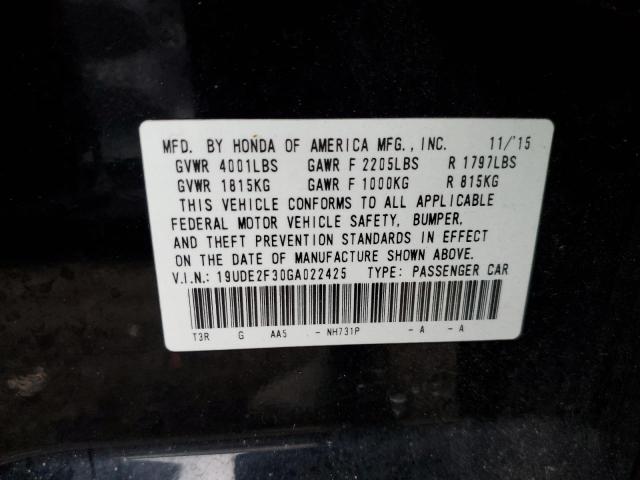 MFD. BY HONDA OF AMERICA MFG., INC. 11/'15
GVWR 4001LBS GAWR F 2205LBS R 1797LBS
GVWR 1815KG GAWR F 1000KG R 815KG
THIS VEHICLE CONFORMS TO ALL APPLICABLE
FEDERAL MOTOR VEHICLE SAFETY, BUMPER,
AND THEFT PREVENTION STANDARDS IN EFFECT
ON THE DATE OF MANUFACTURE SHOWN ABOVE.
V.I.N.: 19UDE2F30GA022425 TYPE: PASSENGER CAR
T3R G AA5 - NH731P - A - A